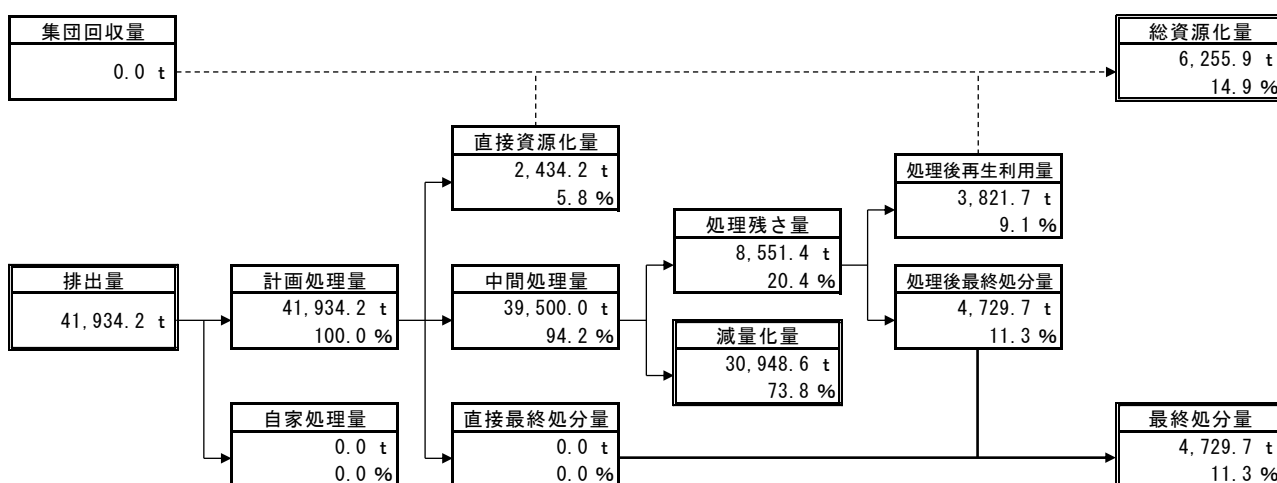 集団回収量
0.0 t
総資源化量
6,255.9 t
14.9 %
直接資源化量
2,434.2 t
5.8 %
処理後再生利用量
3,821.7 t
9.1 %
処理残さ量
8,551.4 t
20.4 %
排出量
41,934.2 t
計画処理量
41,934.2 t
100.0 %
中間処理量
39,500.0 t
94.2 %
処理後最終処分量
4,729.7 t
11.3 %
減量化量
30,948.6 t
73.8 %
自家処理量
0.0 t
0.0 %
直接最終処分量
0.0 t
0.0 %
最終処分量
4,729.7 t
11.3 %